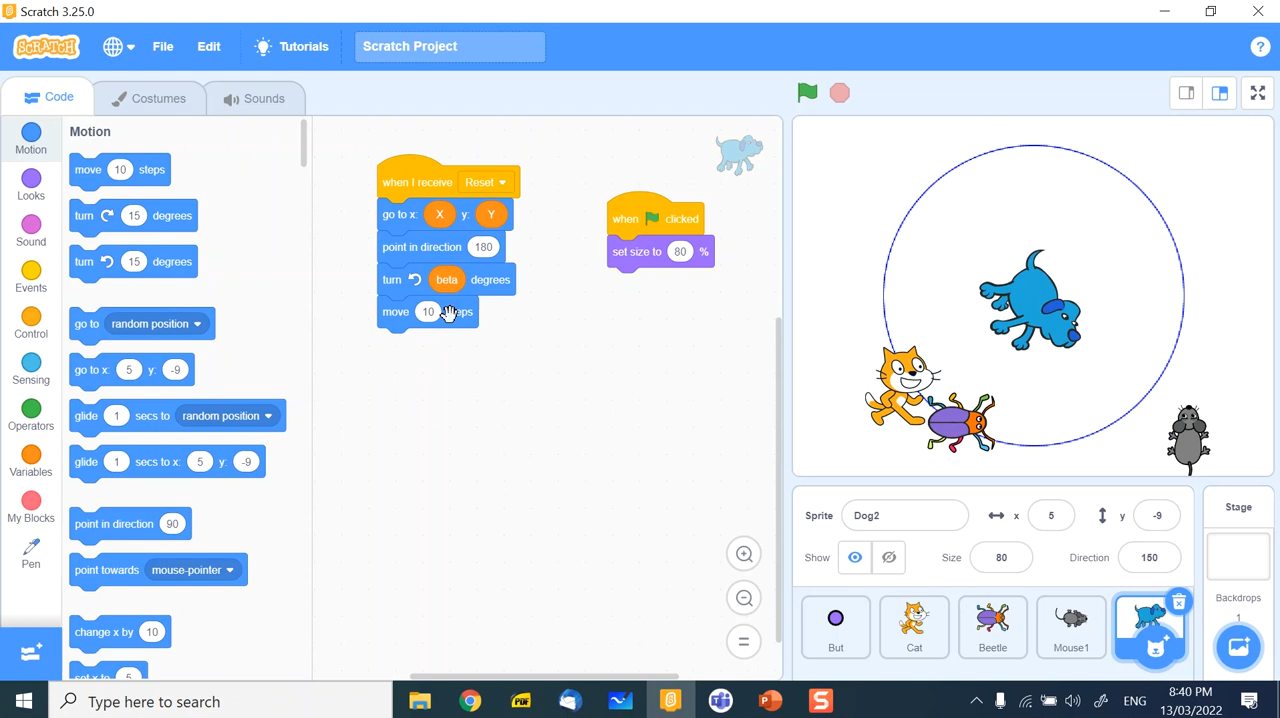 Scratch 3.25.0
SCRATCH File Edit Tutorials Scratch Project ?
Code Costumes Sounds
Motion
Looks
Sound
Events
Control
Sensing
Operators
Variables
My Blocks
Pen
Motion
move 10 steps
turn 15 degrees
turn 15 degrees
go to random position
go to x: 5 y: -9
glide 1 secs to random position
glide 1 secs to x: 5 y: -9
point in direction 90
point towards mouse-pointer
change x by 10
set x to 5
when I receive Reset
go to x: X y: Y
point in direction 180
turn beta degrees
move 10
when clicked
set size to 80 %
Sprite Dog2 x 5 y -9
Show Size 80 Direction 150
But Cat Beetle Mouse1
Stage
Backdrops
1
Type here to search
PDF
S
ENG
8:40 PM
13/03/2022